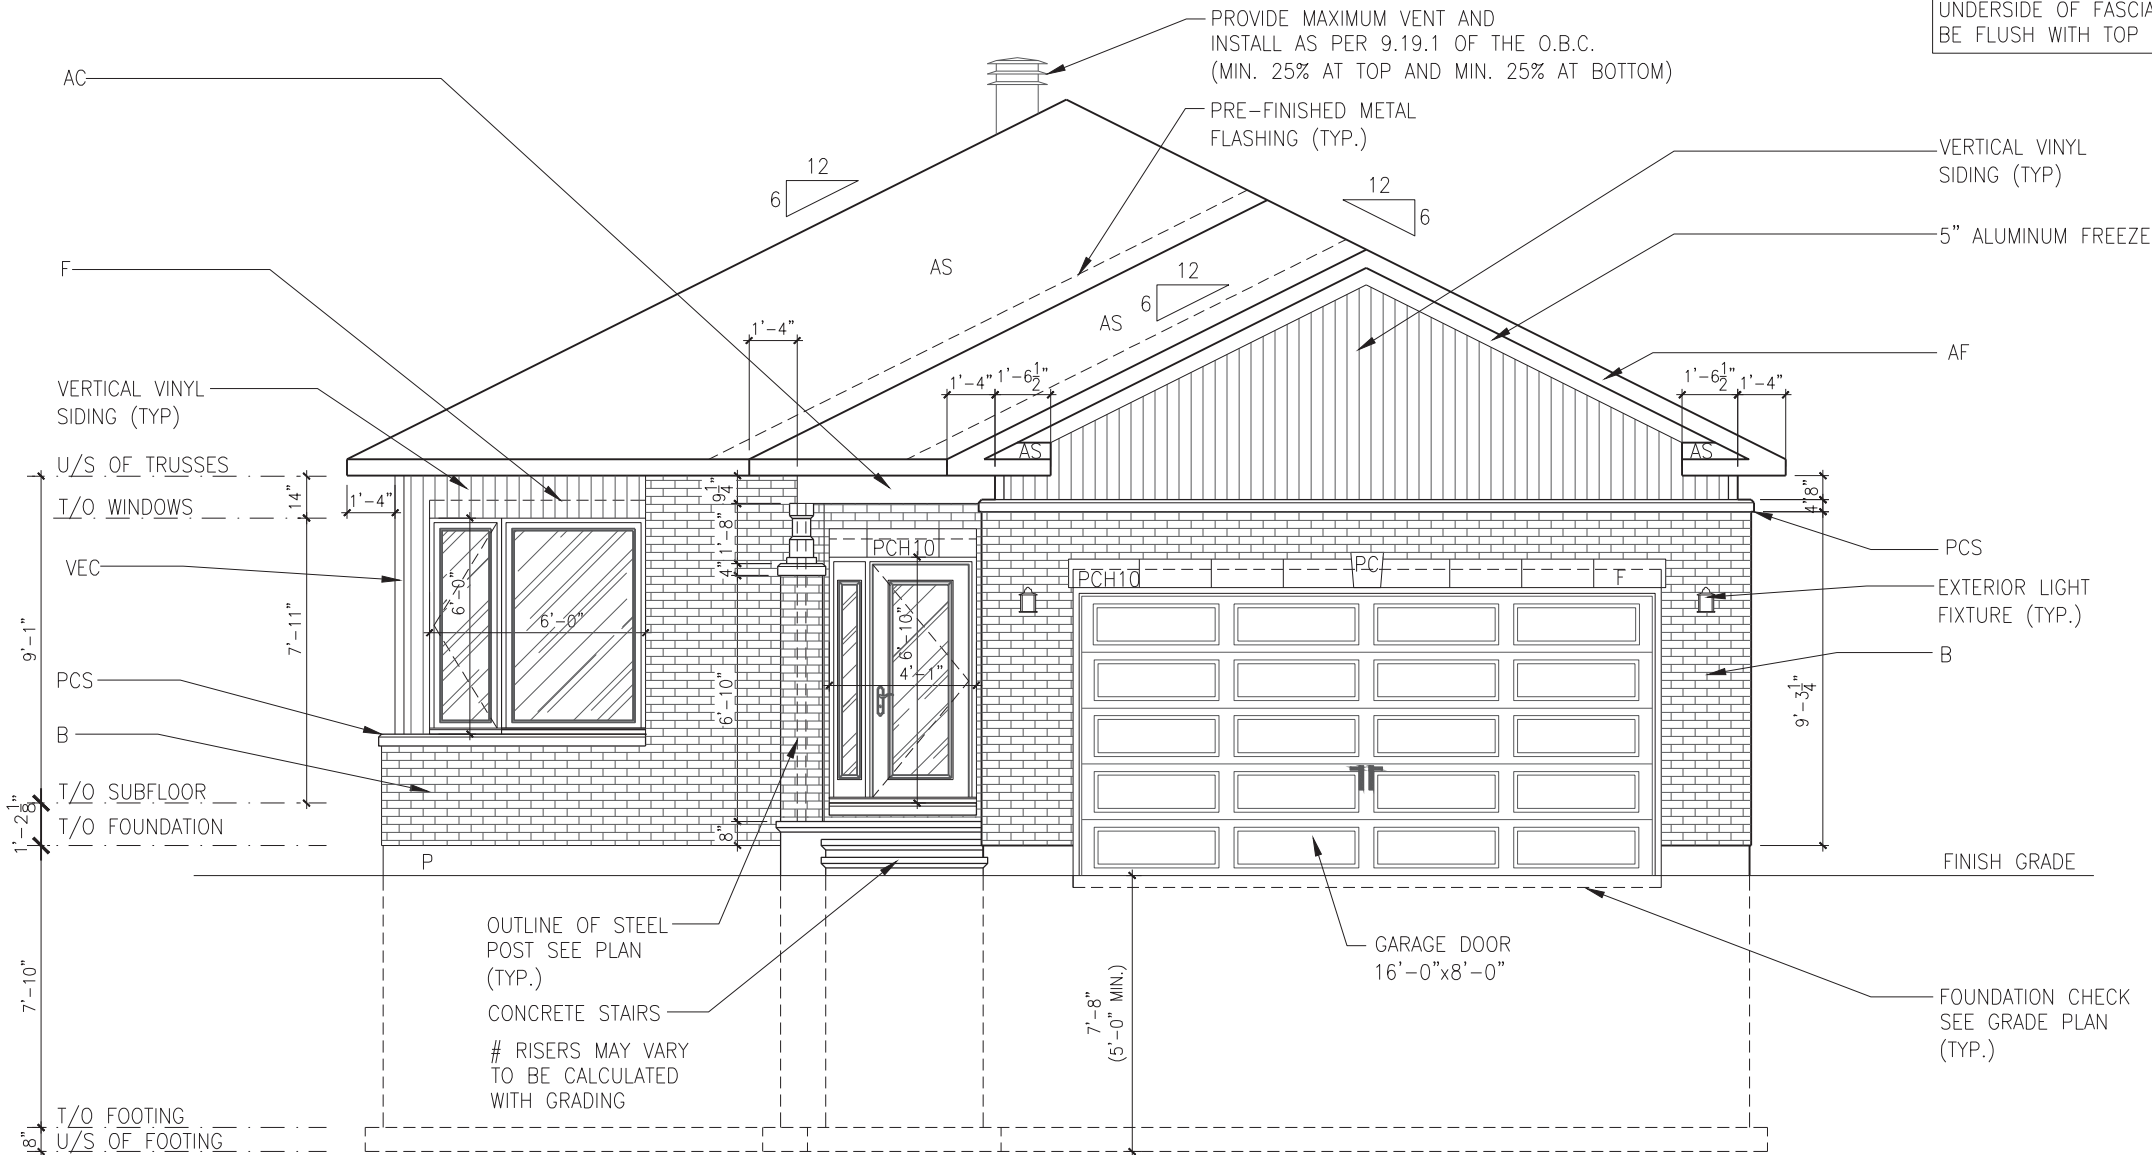 UNDERSIDE OF FASCIA
BE FLUSH WITH TOP
PROVIDE MAXIMUM VENT AND
INSTALL AS PER 9.19.1 OF THE O.B.C.
(MIN. 25% AT TOP AND MIN. 25% AT BOTTOM)
AC
PRE-FINISHED METAL
FLASHING (TYP.)
VERTICAL VINYL
SIDING (TYP)
12
6
12
6
5" ALUMINUM FREEZE
F
AS
12
6
AS
1'-4"
AF
1'-4"
1'-6 1/2"
1'-6 1/2"
1'-4"
VERTICAL VINYL
SIDING (TYP)
AS
AS
U/S OF TRUSSES
14"
1'-4"
9 1/4"
8"
4"
T/O WINDOWS
1'-8"
PCH10
PCS
VEC
4"
PC
PCH10
F
EXTERIOR LIGHT
FIXTURE (TYP.)
6'-0"
6'-0"
6'-10"
4'-1"
9'-1"
7'-11"
B
PCS
6'-10"
9'-3 1/4"
B
T/O SUBFLOOR
1'-2 1/8"
T/O FOUNDATION
8"
P
FINISH GRADE
OUTLINE OF STEEL
POST SEE PLAN
(TYP.)
GARAGE DOOR
16'-0"x8'-0"
7'-10"
CONCRETE STAIRS
# RISERS MAY VARY
TO BE CALCULATED
WITH GRADING
7'-8"
(5'-0" MIN.)
FOUNDATION CHECK
SEE GRADE PLAN
(TYP.)
T/O FOOTING
8"
U/S OF FOOTING